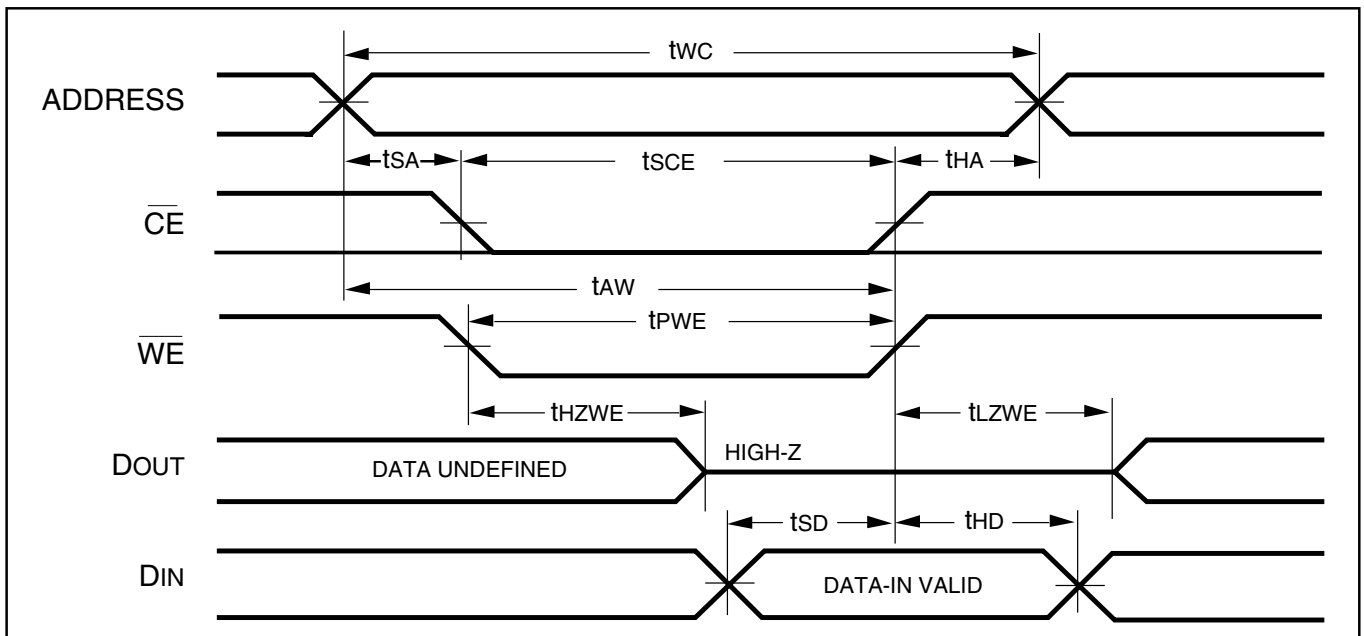 tWC
ADDRESS
tSA tSCE tHA
CE
tAW
tPWE
WE
tHZWE tLZWE
DOUT DATA UNDEFINED HIGH-Z
tSD tHD
DIN DATA-IN VALID